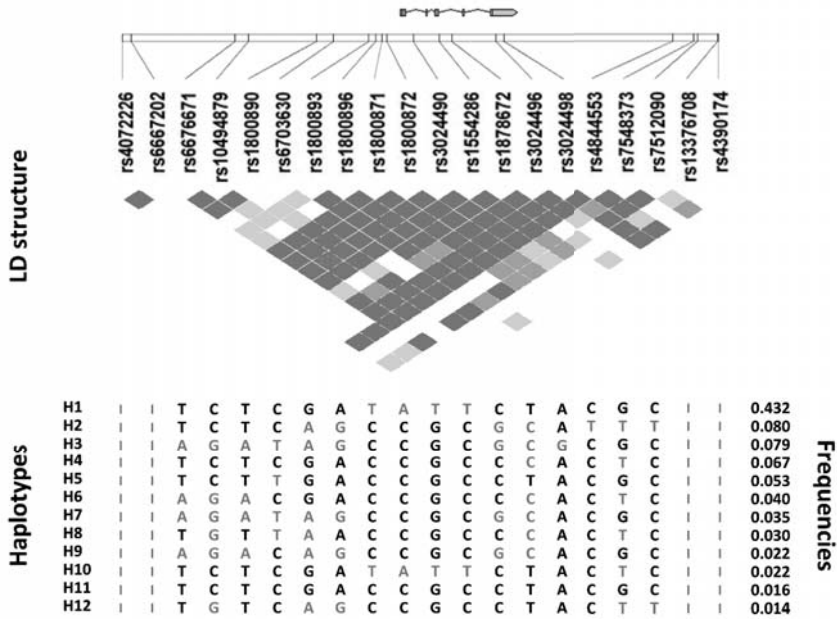 rs4072226
rs6667202
rs6676671
rs10494879
rs1800890
rs6703630
rs1800893
rs1800896
rs1800871
rs1800872
rs3024490
rs1554286
rs1878672
rs3024496
rs3024498
rs4844553
rs7548373
rs7512090
rs13376708
rs4390174
LD structure
Haplotypes
H1 I I T C T C G A T A T T C T A C G C I I 0.432
H2 I I T C T C A G C C G C G C A T T T I I 0.080
H3 I I A G A T A G C C G C G C G C G C I I 0.079
H4 I I T C T C G A C C G C C C A C T C I I 0.067
H5 I I T C T T G A C C G C C T A C G C I I 0.053
H6 I I A G A C G A C C G C C C A C T C I I 0.040
H7 I I A G A T A G C C G C G C A C G C I I 0.035
H8 I I T G T T A A C C G C C C A C T C I I 0.030
H9 I I A G A C A G C C G C G C A C G C I I 0.022
H10 I I T C T C G A T A T T C T A C T C I I 0.022
H11 I I T C T C G A C C G C C T A C G C I I 0.016
H12 I I T G T C A G C C G C C T A C T T I I 0.014
Frequencies